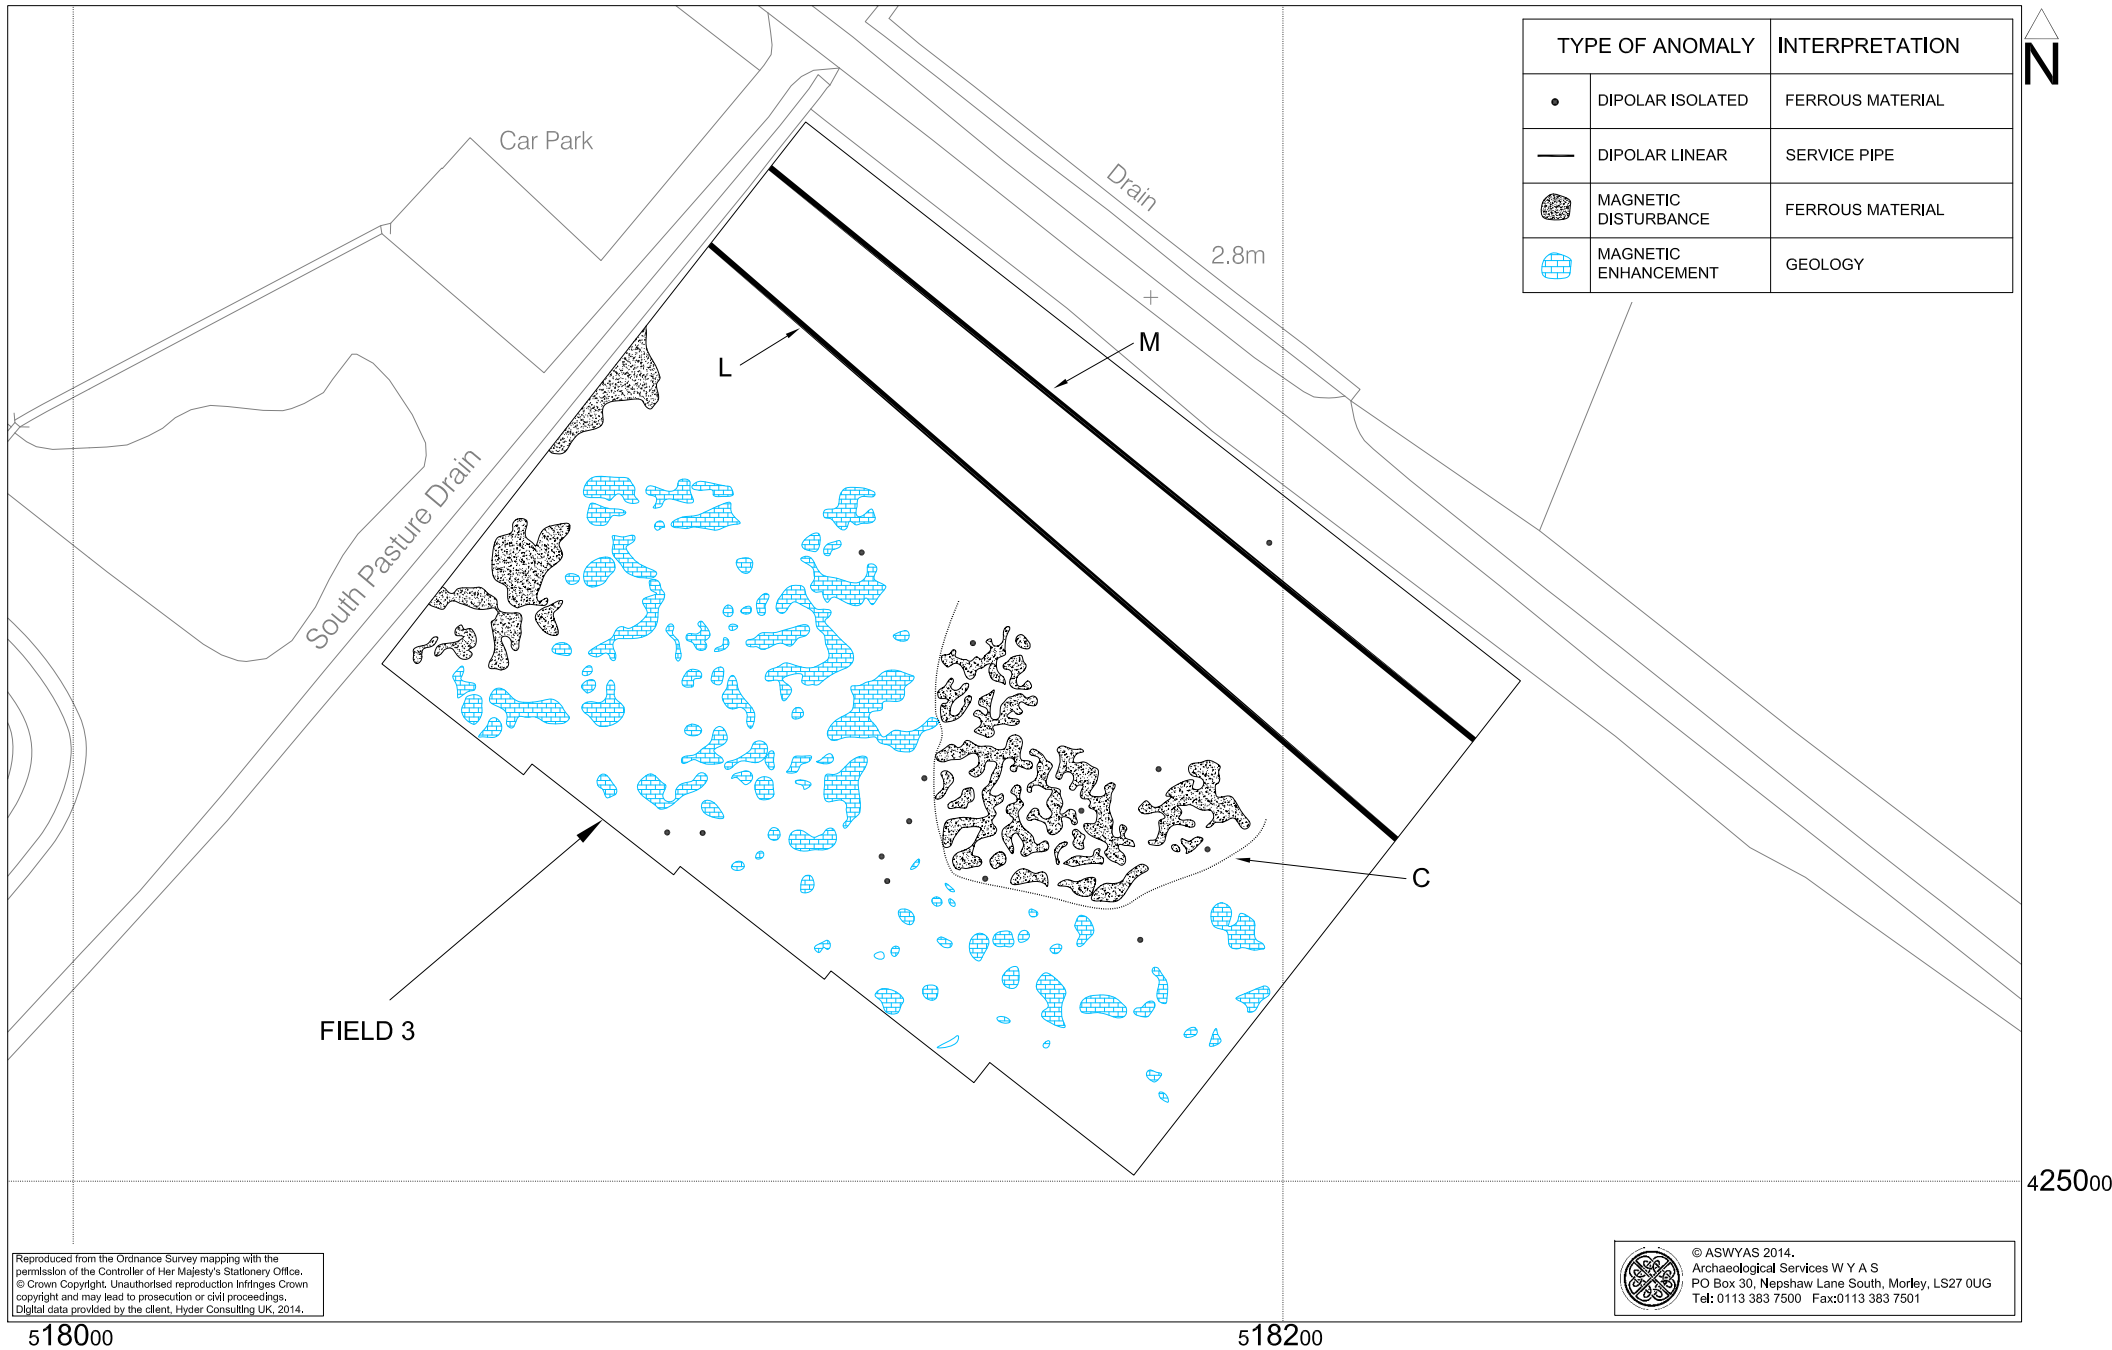 TYPE OF ANOMALY INTERPRETATION
DIPOLAR ISOLATED FERROUS MATERIAL
DIPOLAR LINEAR SERVICE PIPE
MAGNETIC
DISTURBANCE
FERROUS MATERIAL
MAGNETIC
ENHANCEMENT
GEOLOGY
N
Car Park
Drain
2.8m
M
L
South Pasture Drain
C
FIELD 3
425000
Reproduced from the Ordnance Survey mapping with the
permission of the Controller of Her Majesty's Stationery Office.
© Crown Copyright. Unauthorised reproduction infringes Crown
copyright and may lead to prosecution or civil proceedings.
Digital data provided by the client, Hyder Consulting UK, 2014.
© ASWYAS 2014.
Archaeological Services W Y A S
PO Box 30, Nepshaw Lane South, Morley, LS27 0UG
Tel: 0113 383 7500 Fax:0113 383 7501
518000
518200